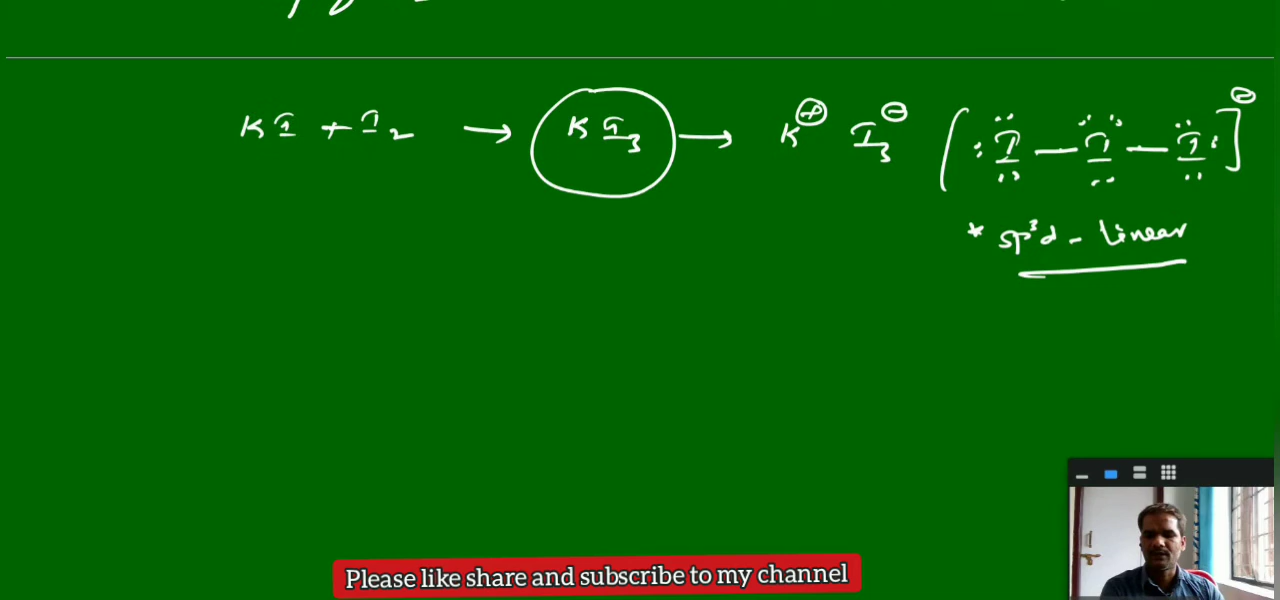 KI + I2 → KI3 → K⊕ I3⊖ [:I — I — I:]⊖
* sp³d - linear
Please like share and subscribe to my channel